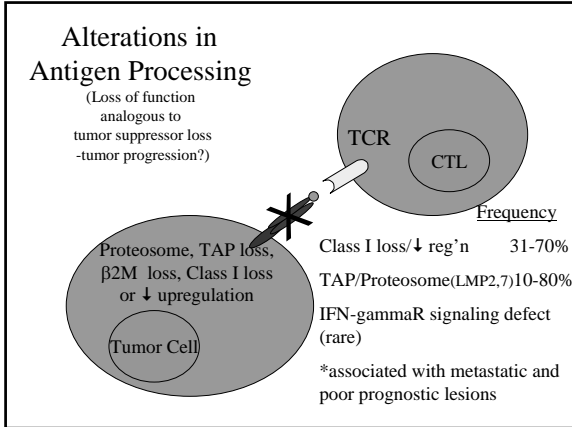 Alterations in
Antigen Processing
(Loss of function
analogous to
tumor suppressor loss
-tumor progression?)
TCR
CTL
Proteosome, TAP loss,
β2M loss, Class I loss
or ↓ upregulation
Tumor Cell
Frequency
Class I loss/↓ reg'n 31-70%
TAP/Proteosome(LMP2,7)10-80%
IFN-gammaR signaling defect
(rare)
*associated with metastatic and
poor prognostic lesions